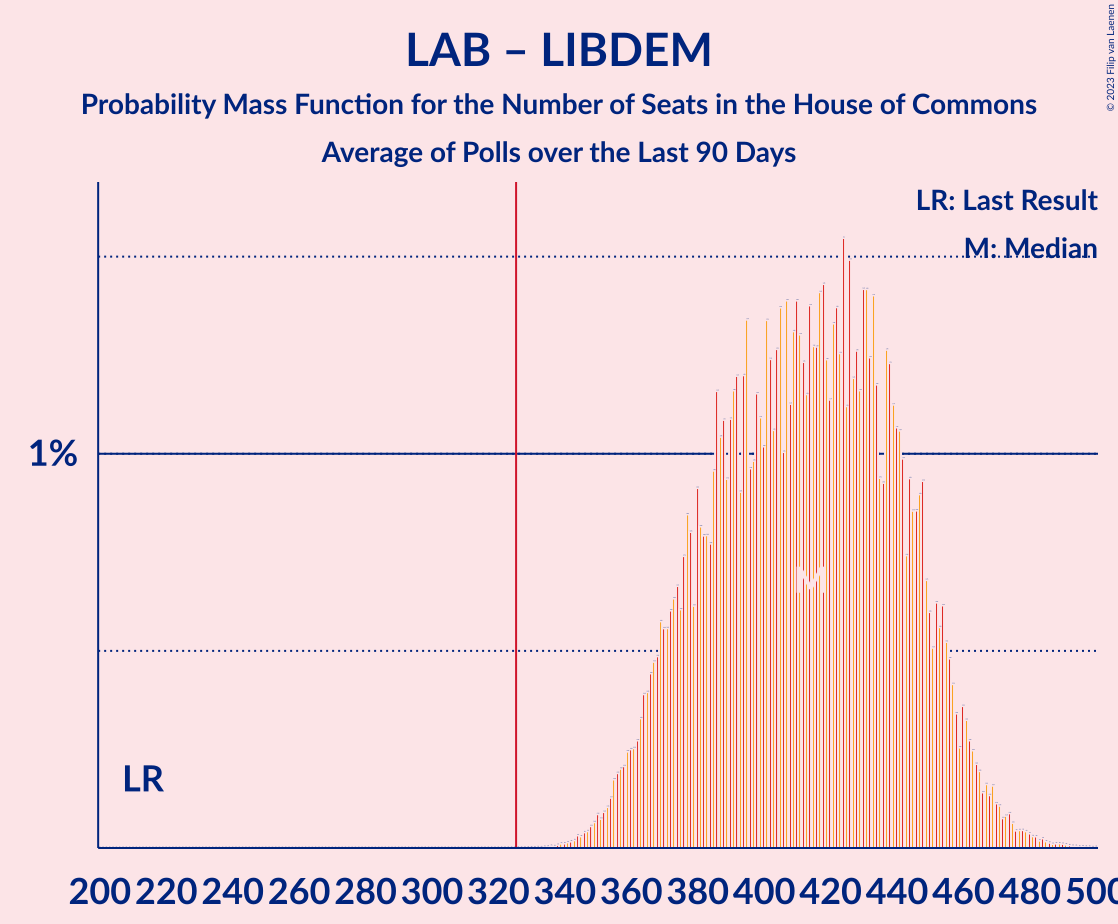 LAB – LIBDEM
Probability Mass Function for the Number of Seats in the House of Commons
Average of Polls over the Last 90 Days
© 2023 Filip van Laenen
LR: Last Result
M: Median
1%
M
LR
200 220 240 260 280 300 320 340 360 380 400 420 440 460 480 500